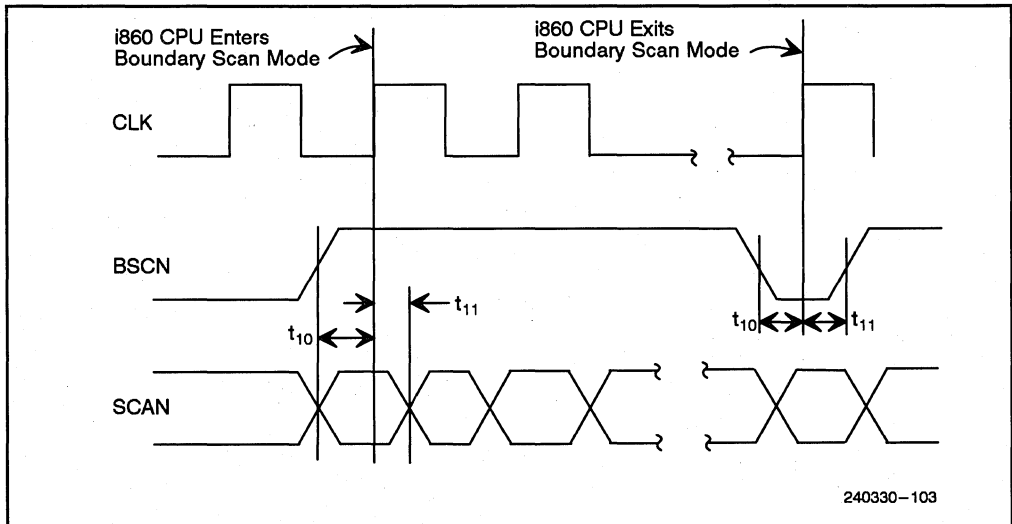 i860 CPU Enters
Boundary Scan Mode
i860 CPU Exits
Boundary Scan Mode
CLK
BSCN
t11
t10
t10
t11
SCAN
240330–103